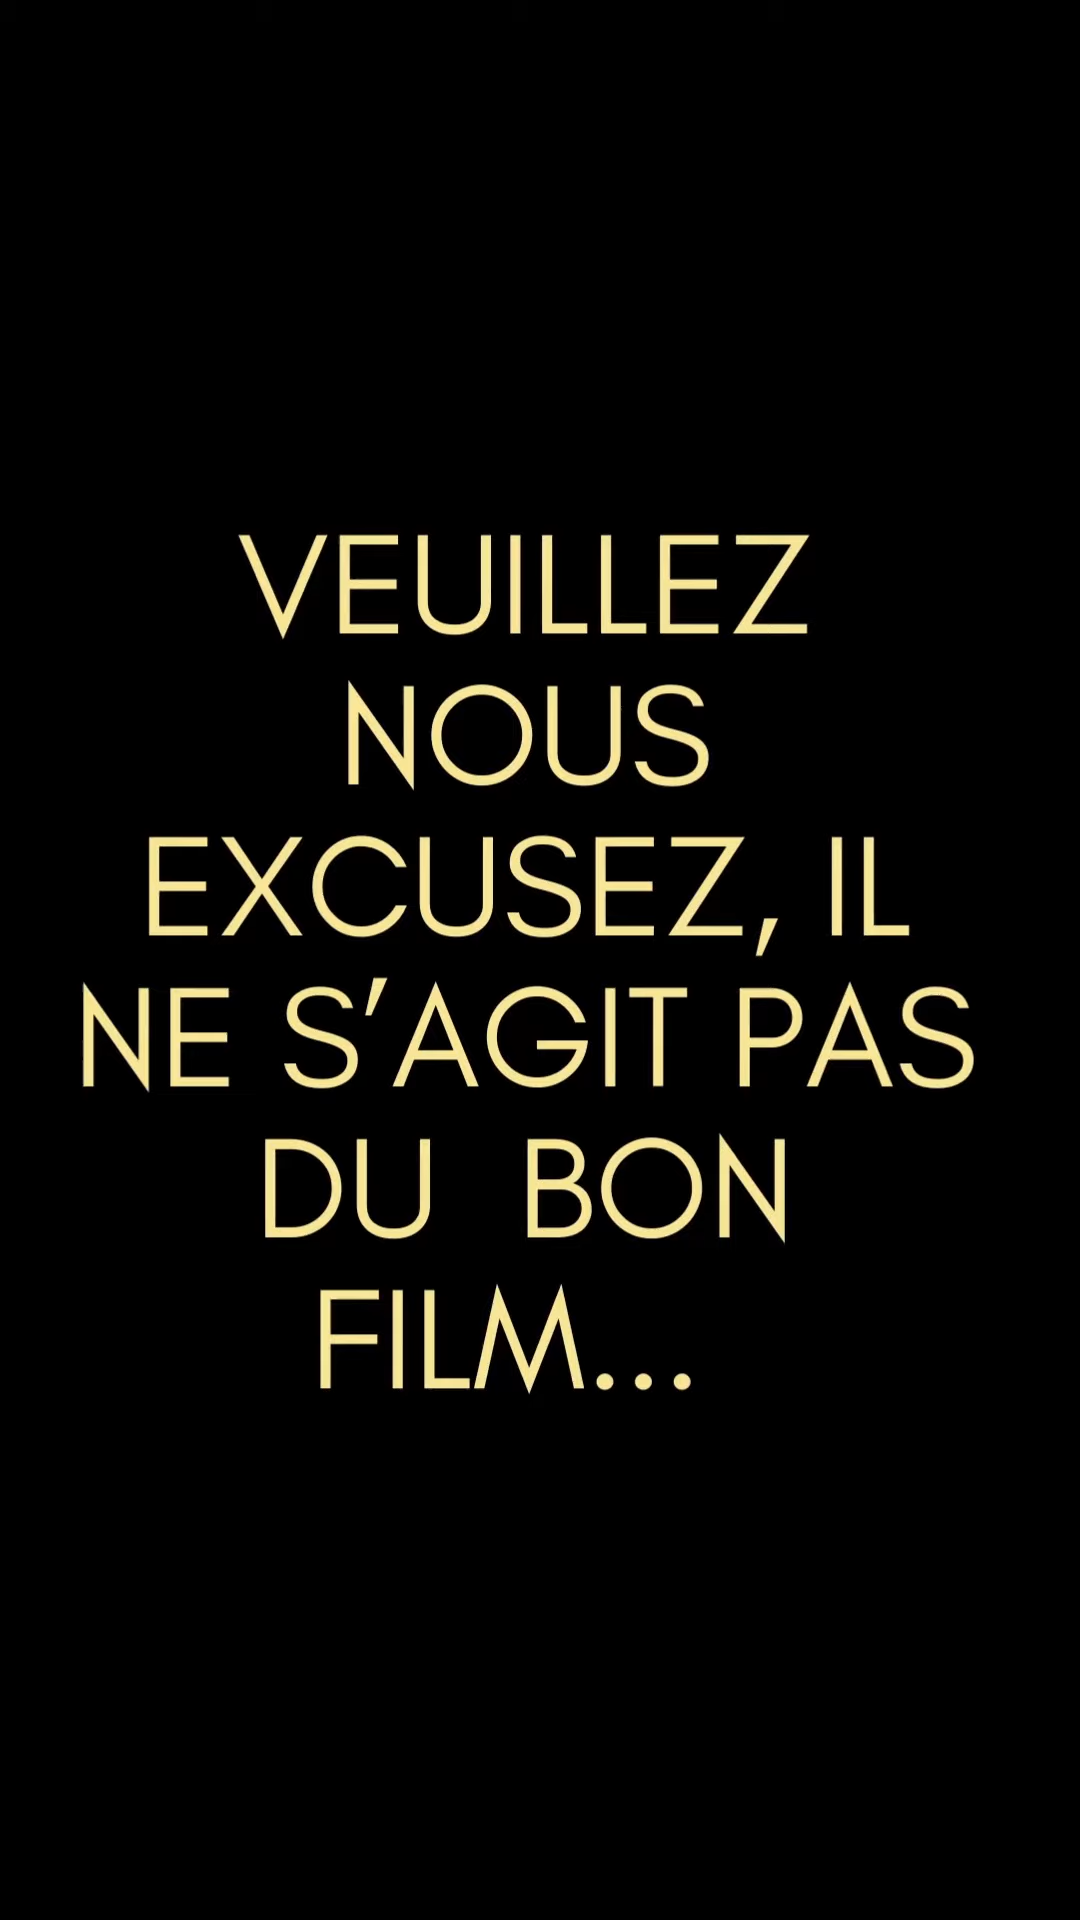 VEUILLEZ
NOUS
EXCUSEZ, IL
NE S’AGIT PAS
DU  BON
FILM...